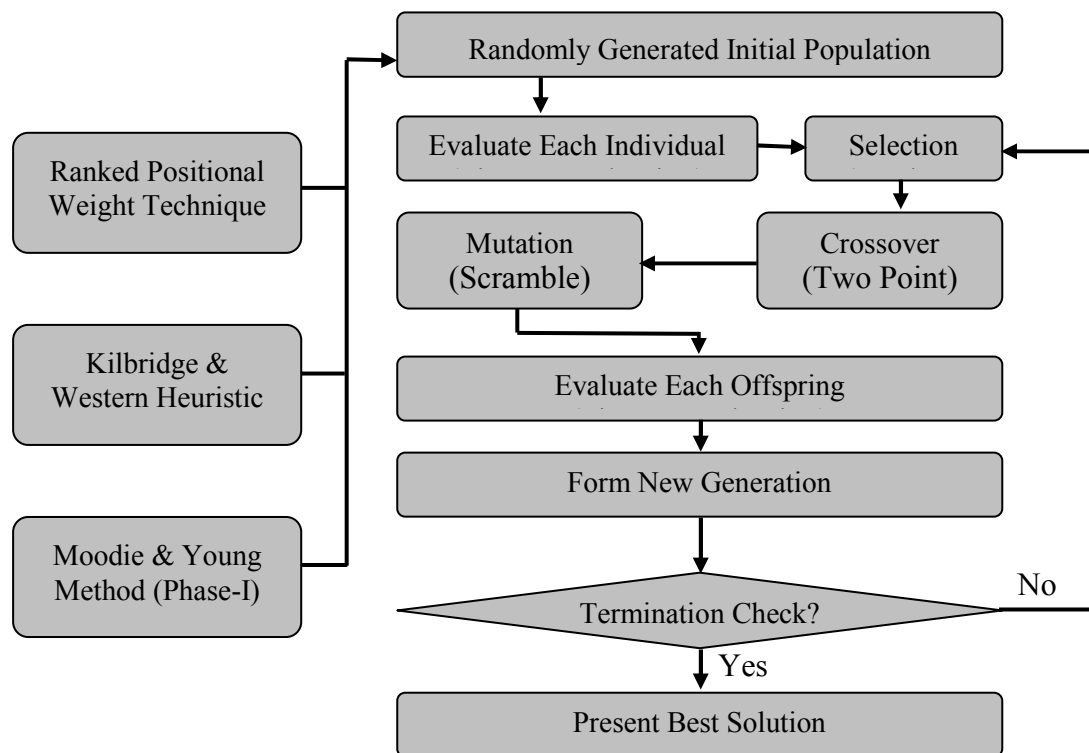 Randomly Generated Initial Population
Evaluate Each Individual
Selection
Ranked Positional
Weight Technique
Mutation
(Scramble)
Crossover
(Two Point)
Kilbridge &
Western Heuristic
Evaluate Each Offspring
Form New Generation
Moodie & Young
Method (Phase-I)
Termination Check?
No
Yes
Present Best Solution